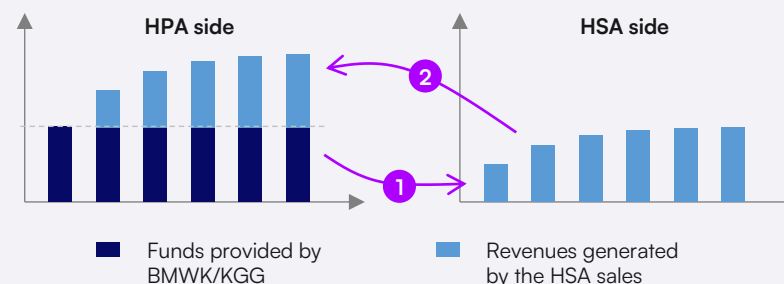 HPA side
HSA side
2
1
Funds provided by
BMWK/KGG
Revenues generated
by the HSA sales